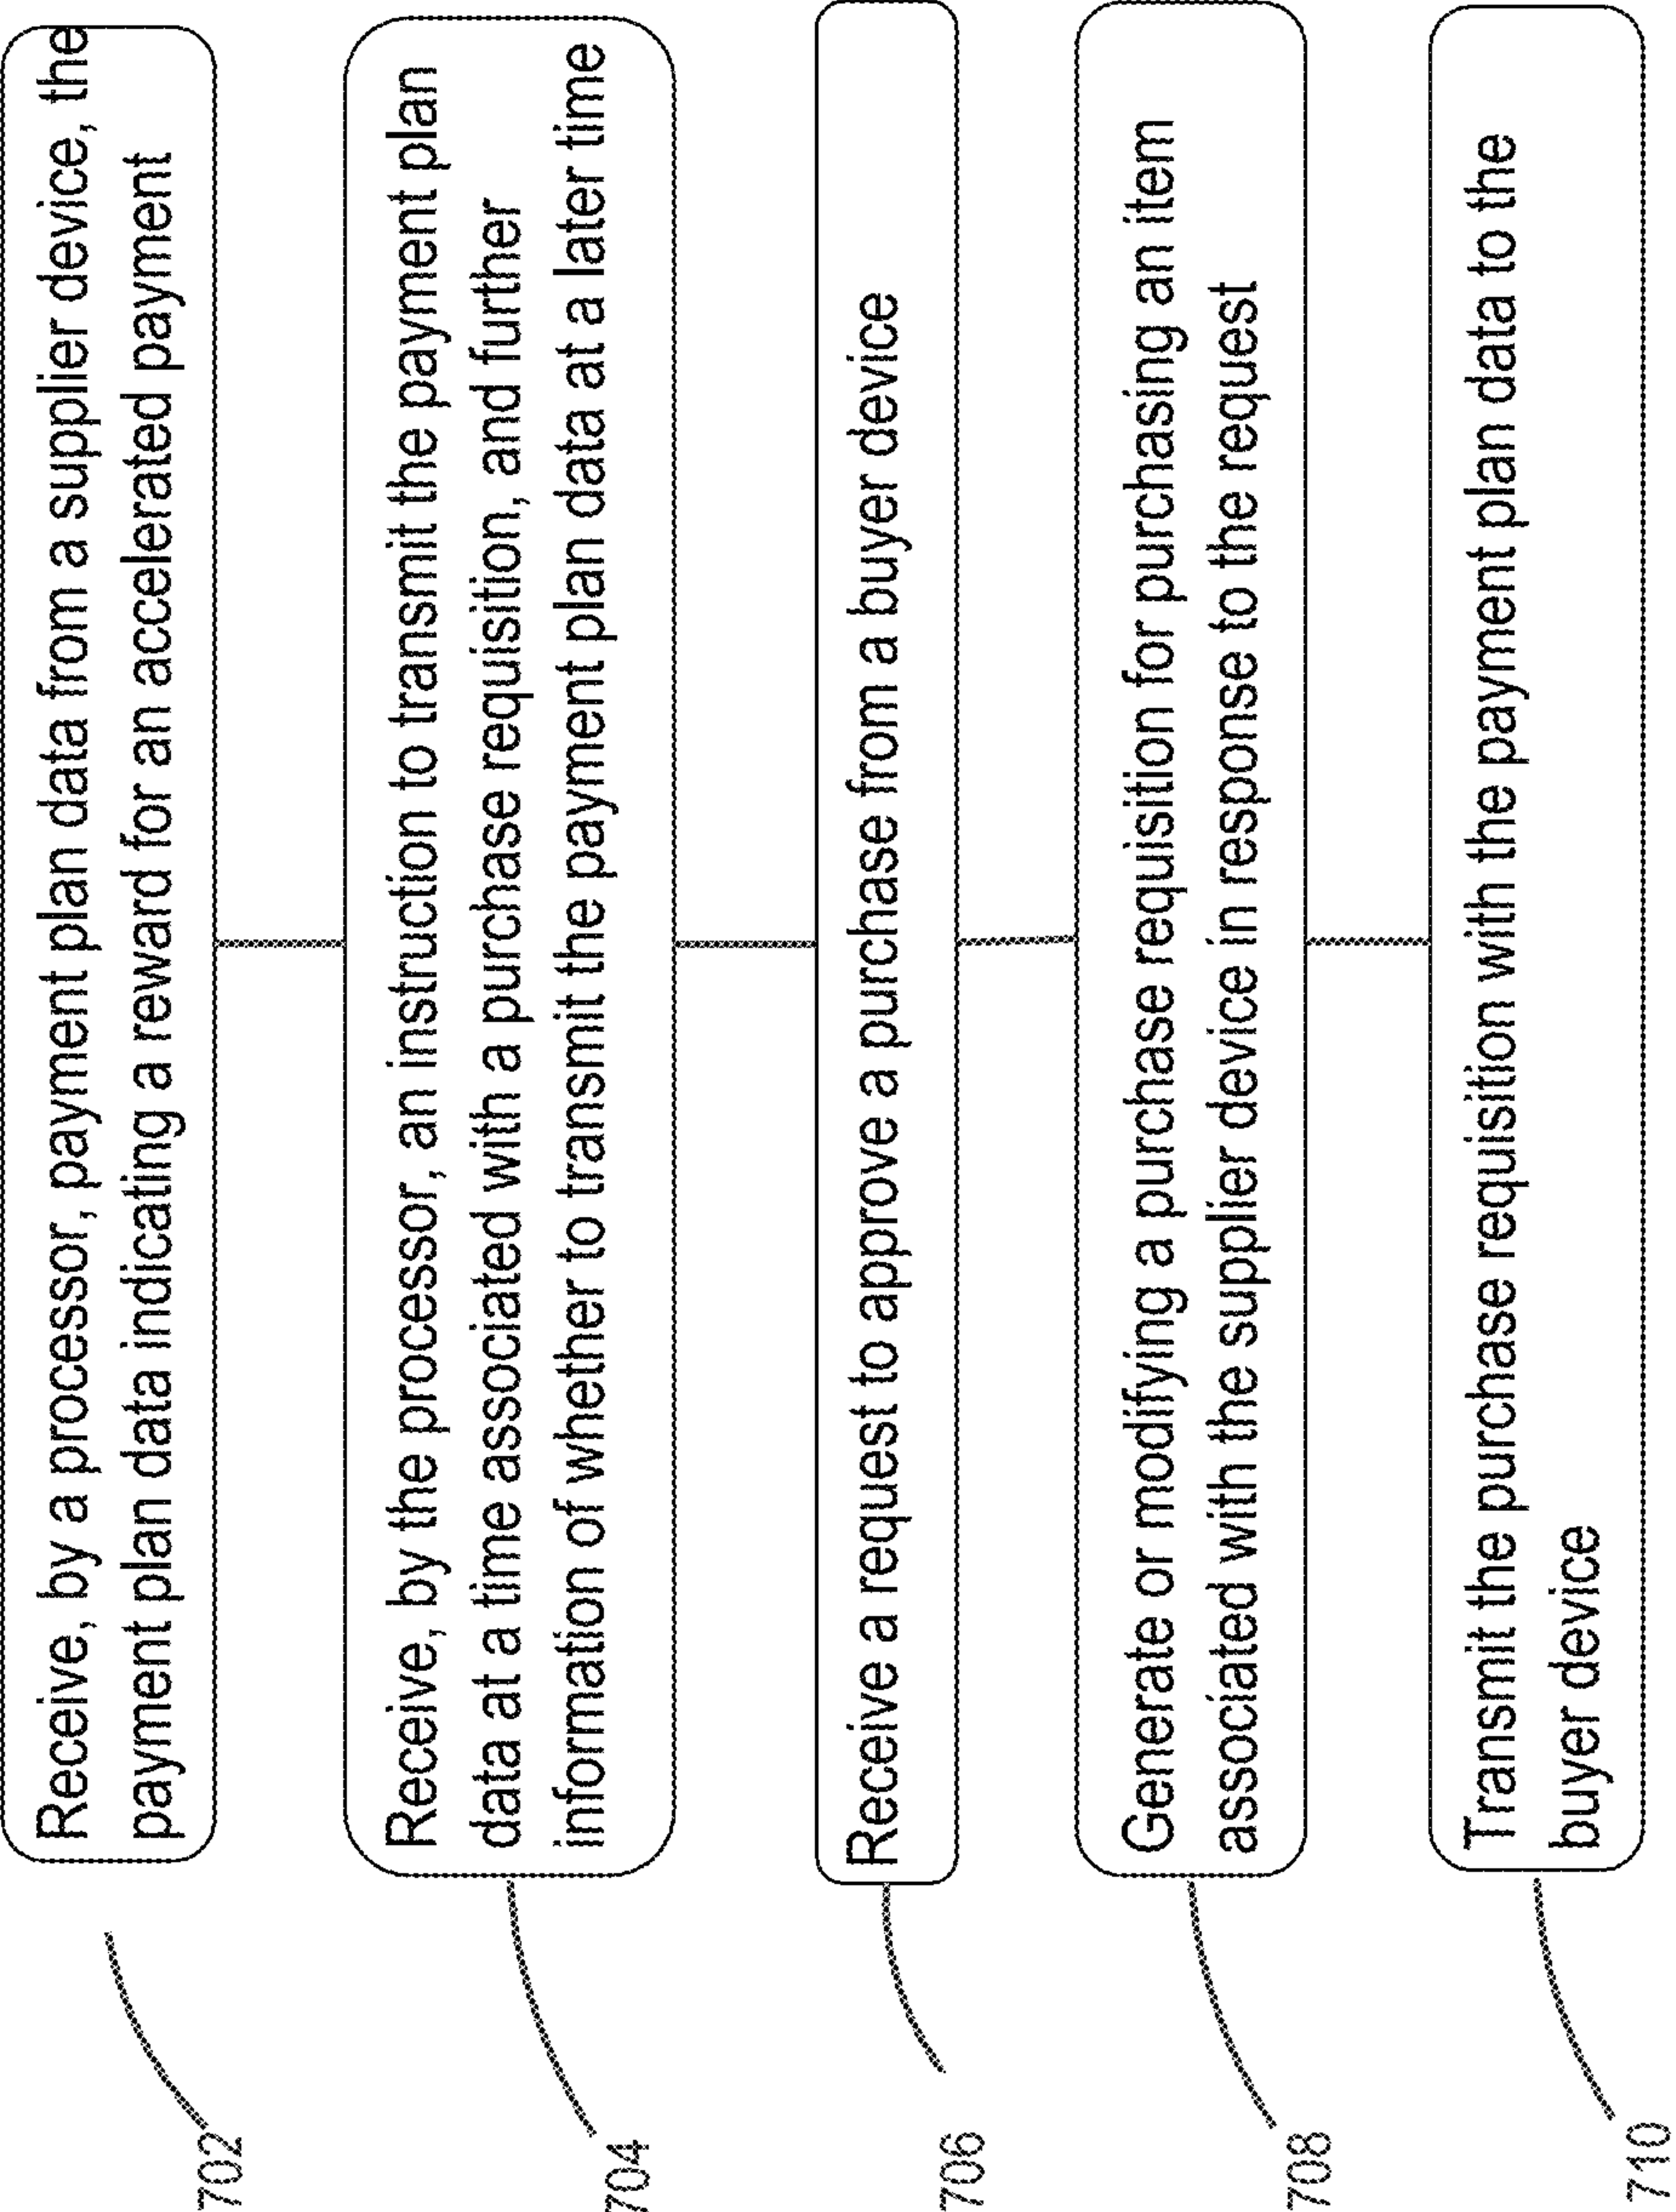 702
Receive, by a processor, payment plan data from a supplier device, the
payment plan data indicating a reward for an accelerated payment
704
Receive, by the processor, an instruction to transmit the payment plan
data at a time associated with a purchase requisition, and further
information of whether to transmit the payment plan data at a later time
706
Receive a request to approve a purchase from a buyer device
708
Generate or modifying a purchase requisition for purchasing an item
associated with the supplier device in response to the request
710
Transmit the purchase requisition with the payment plan data to the
buyer device